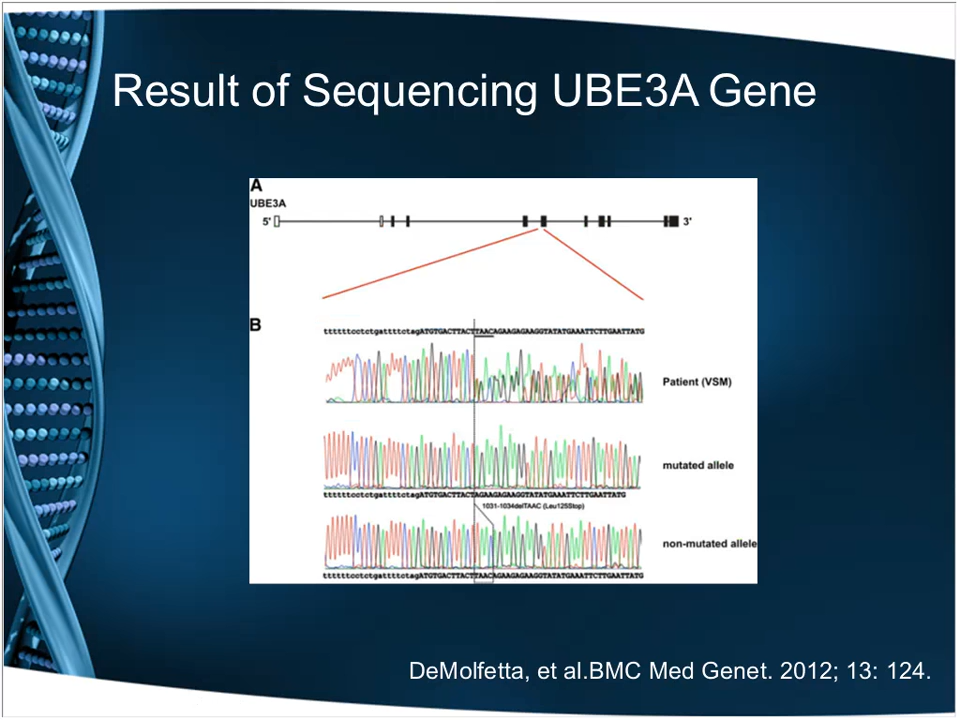 Result of Sequencing UBE3A Gene
A
UBE3A
5' 3'
B
ttttttcctctgattttctagATGTGACTTACTTAACAGAAGAGAAGGTATATGAAATTCTTGAATTATG
Patient (VSM)
mutated allele
ttttttcctctgattttctagATGTGACTTACTAGAAGAGAAGGTATATGAAATTCTTGAATTATG
1031-1034delTAAC (Leu125Stop)
non-mutated allele
ttttttcctctgattttctagATGTGACTTACTTAACAGAAGAGAAGGTATATGAAATTCTTGAATTATG
DeMolfetta, et al.BMC Med Genet. 2012; 13: 124.